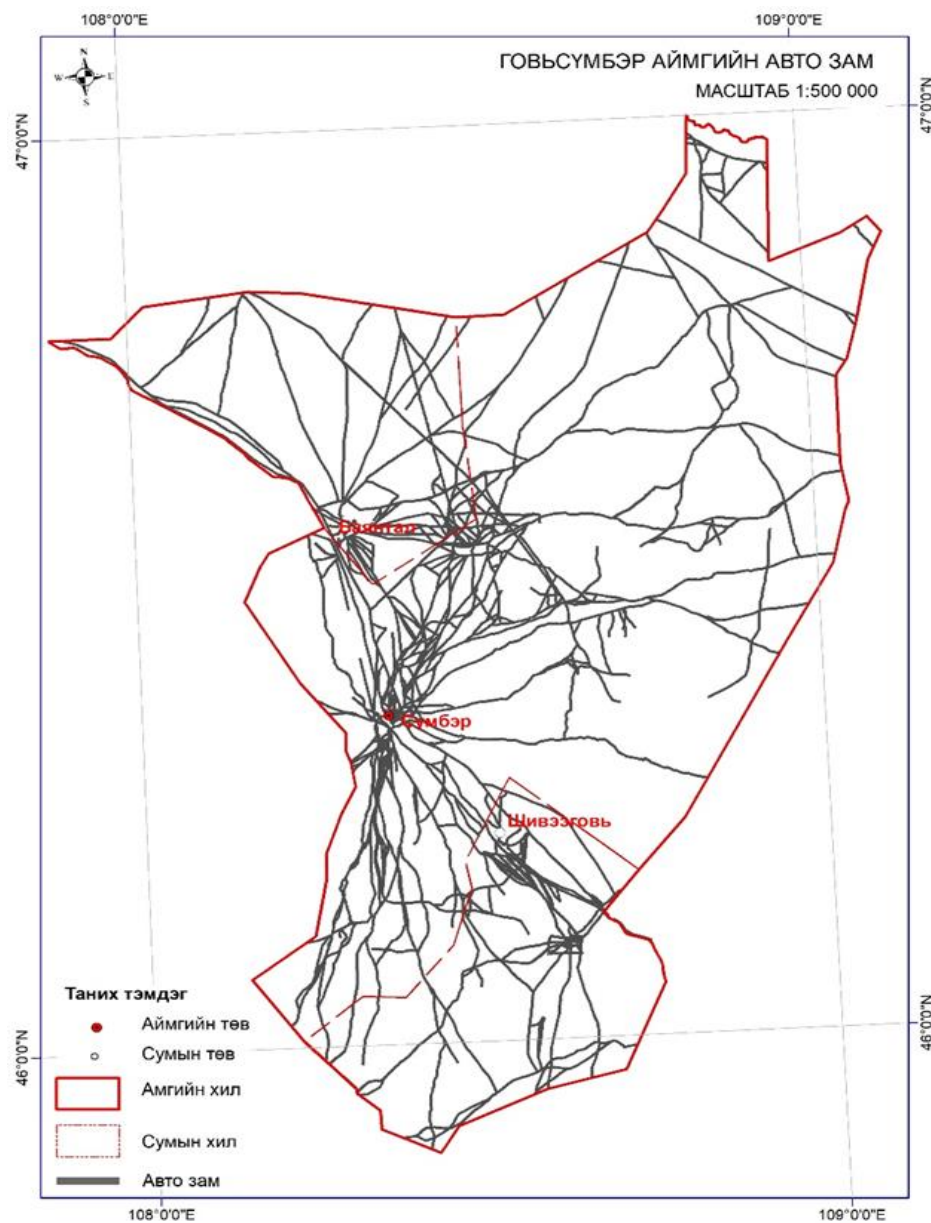 108°0'0"E
109°0'0"E
N
W
E
S
ГОВЬСҮМБЭР АЙМГИЙН АВТО ЗАМ
МАСШТАБ 1:500 000
47°0'0"N
47°0'0"N
Баянтал
Сүмбэр
Шивээговь
Таних тэмдэг
Аймгийн төв
Сумын төв
Амгийн хил
Сумын хил
Авто зам
46°0'0"N
46°0'0"N
108°0'0"E
109°0'0"E